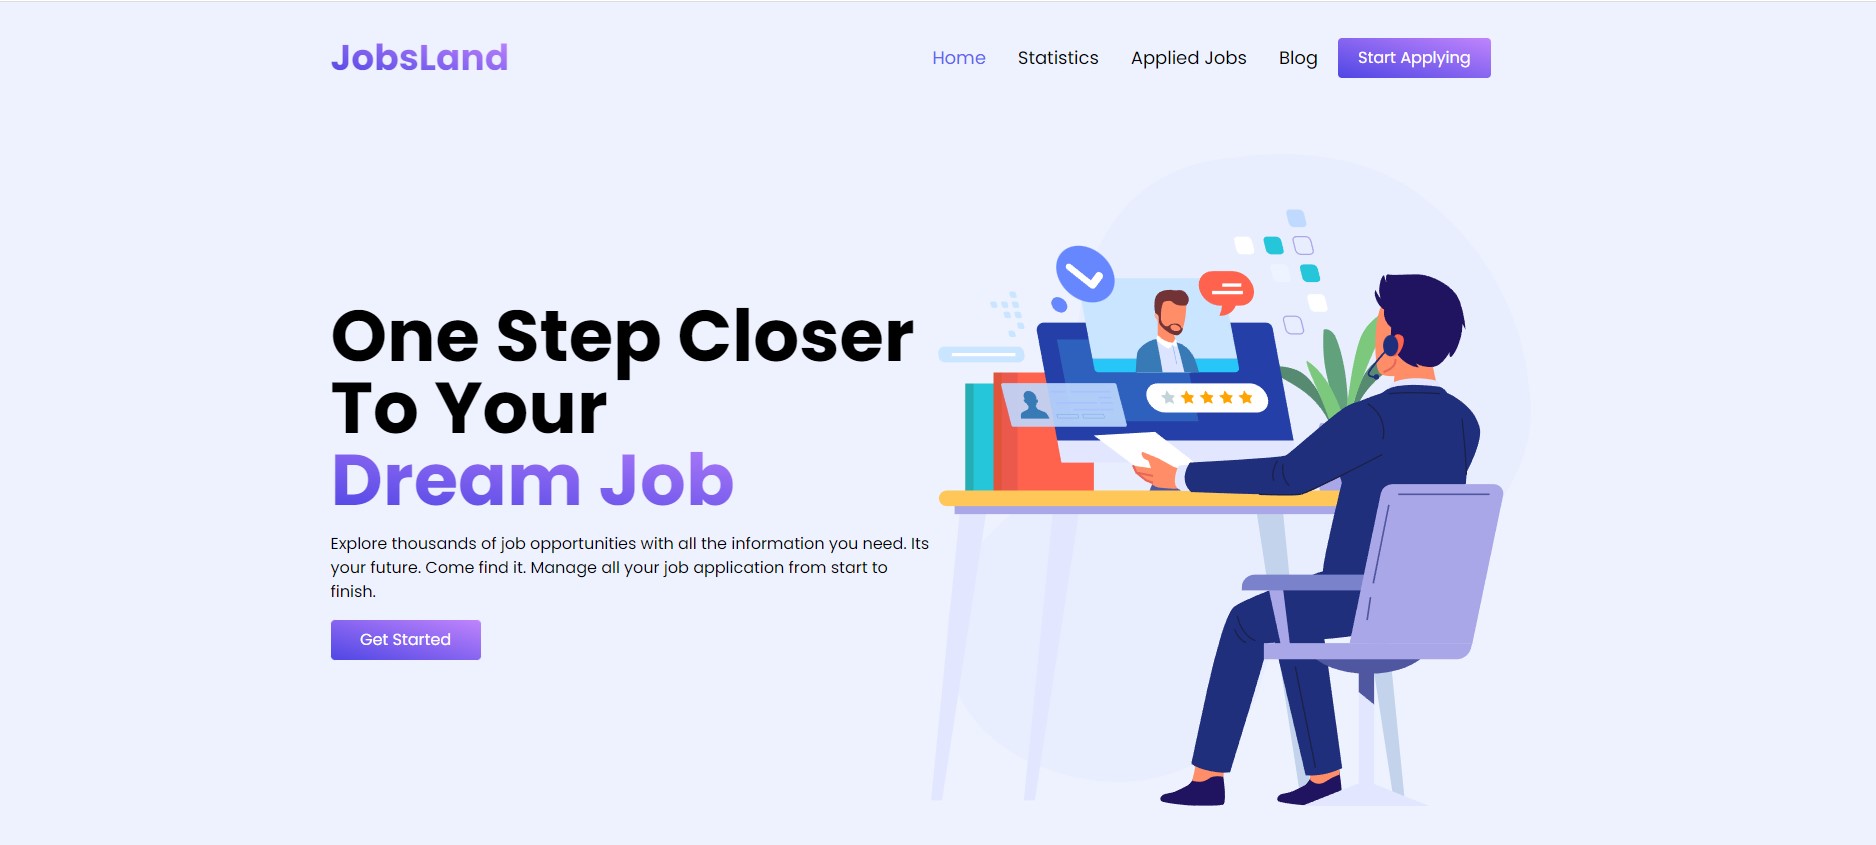 JobsLand
Home
Statistics
Applied Jobs
Blog
Start Applying
One Step Closer
To Your
Dream Job
Explore thousands of job opportunities with all the information you need. Its
your future. Come find it. Manage all your job application from start to
finish.
Get Started